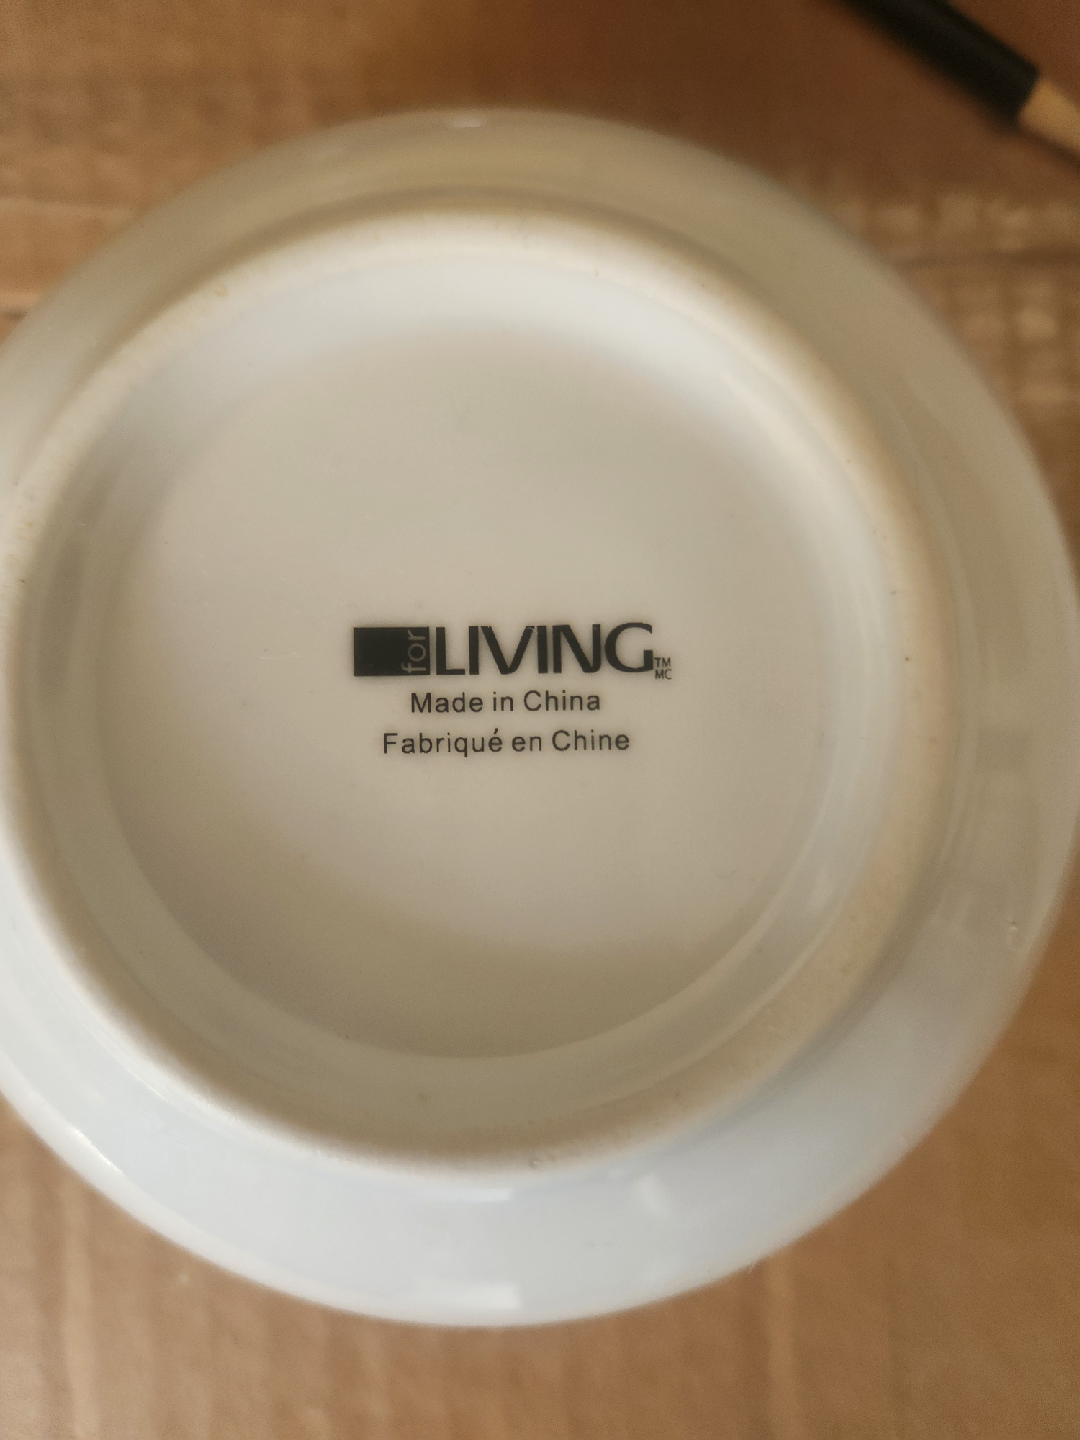 for LIVING TM MC
Made in China
Fabriqué en Chine